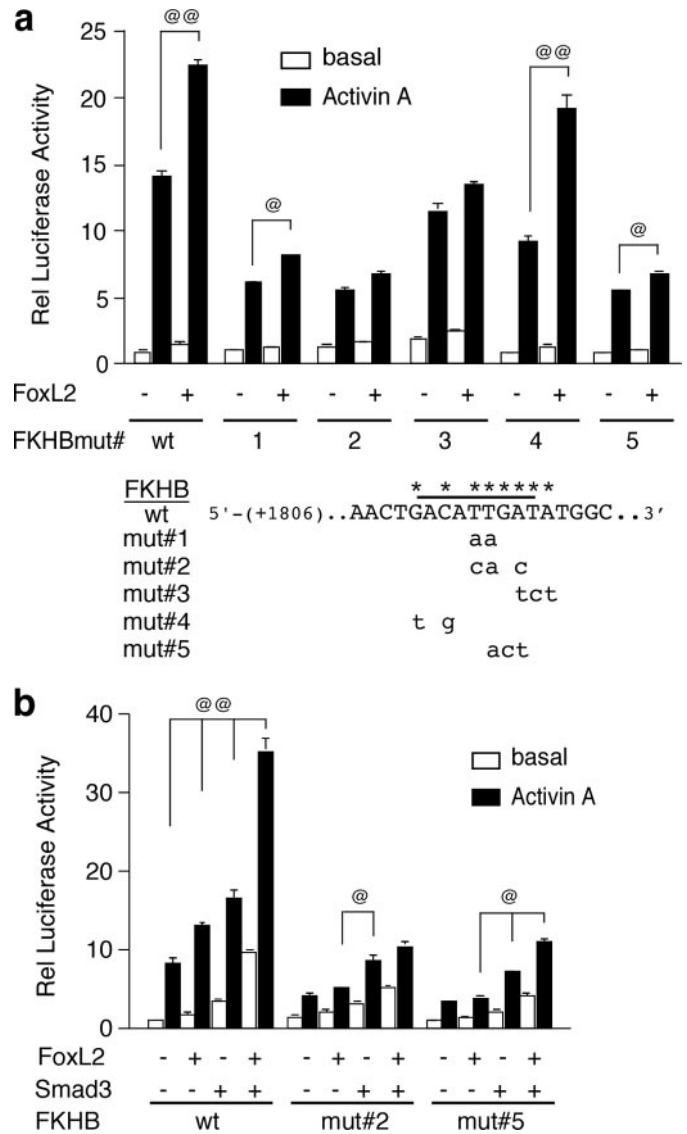 a
@@
@@
25
20
15
10
5
0
Rel Luciferase Activity
basal
Activin A
@
@
FoxL2 - + - + - + - + - +
FKHBmut# wt 1 2 3 4 5
FKHB * * ******
wt 5'-(+1806)..AACTGACATTGATATGGC..3'
mut#1 aa
mut#2 ca c
mut#3 tct
mut#4 t g
mut#5 act
b
@@
40
30
20
10
0
Rel Luciferase Activity
basal
Activin A
@
@
FoxL2 - + - + - + - + - + - +
Smad3 - - + + - - + + - - + +
FKHB wt mut#2 mut#5